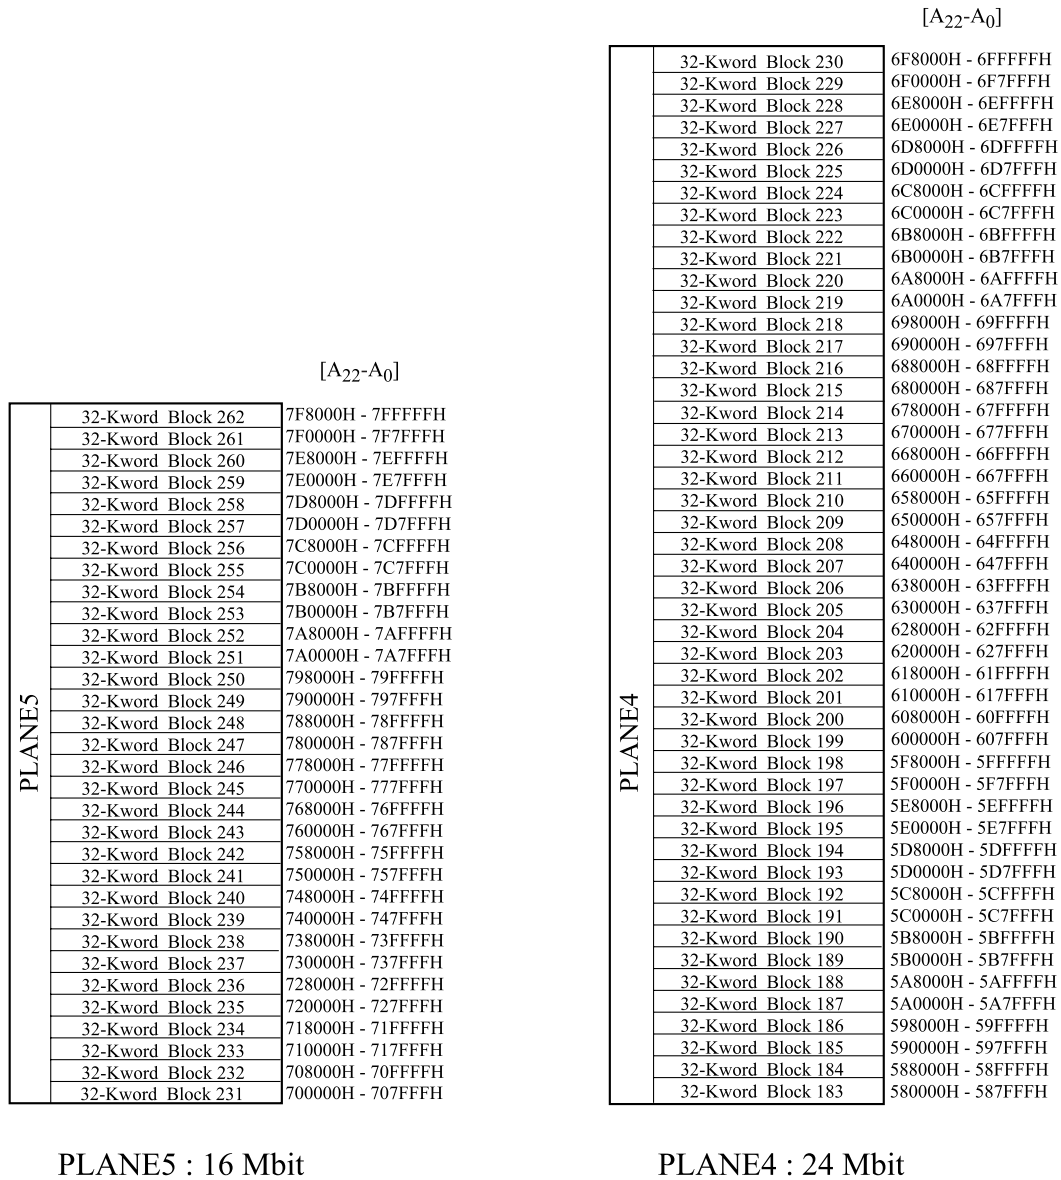 [A22-A0]
PLANE5
32-Kword Block 262 7F8000H - 7FFFFFH
32-Kword Block 261 7F0000H - 7F7FFFH
32-Kword Block 260 7E8000H - 7EFFFFH
32-Kword Block 259 7E0000H - 7E7FFFH
32-Kword Block 258 7D8000H - 7DFFFFH
32-Kword Block 257 7D0000H - 7D7FFFH
32-Kword Block 256 7C8000H - 7CFFFFH
32-Kword Block 255 7C0000H - 7C7FFFH
32-Kword Block 254 7B8000H - 7BFFFFH
32-Kword Block 253 7B0000H - 7B7FFFH
32-Kword Block 252 7A8000H - 7AFFFFH
32-Kword Block 251 7A0000H - 7A7FFFH
32-Kword Block 250 798000H - 79FFFFH
32-Kword Block 249 790000H - 797FFFH
32-Kword Block 248 788000H - 78FFFFH
32-Kword Block 247 780000H - 787FFFH
32-Kword Block 246 778000H - 77FFFFH
32-Kword Block 245 770000H - 777FFFH
32-Kword Block 244 768000H - 76FFFFH
32-Kword Block 243 760000H - 767FFFH
32-Kword Block 242 758000H - 75FFFFH
32-Kword Block 241 750000H - 757FFFH
32-Kword Block 240 748000H - 74FFFFH
32-Kword Block 239 740000H - 747FFFH
32-Kword Block 238 738000H - 73FFFFH
32-Kword Block 237 730000H - 737FFFH
32-Kword Block 236 728000H - 72FFFFH
32-Kword Block 235 720000H - 727FFFH
32-Kword Block 234 718000H - 71FFFFH
32-Kword Block 233 710000H - 717FFFH
32-Kword Block 232 708000H - 70FFFFH
32-Kword Block 231 700000H - 707FFFH
PLANE5 : 16 Mbit
[A22-A0]
PLANE4
32-Kword Block 230 6F8000H - 6FFFFFH
32-Kword Block 229 6F0000H - 6F7FFFH
32-Kword Block 228 6E8000H - 6EFFFFH
32-Kword Block 227 6E0000H - 6E7FFFH
32-Kword Block 226 6D8000H - 6DFFFFH
32-Kword Block 225 6D0000H - 6D7FFFH
32-Kword Block 224 6C8000H - 6CFFFFH
32-Kword Block 223 6C0000H - 6C7FFFH
32-Kword Block 222 6B8000H - 6BFFFFH
32-Kword Block 221 6B0000H - 6B7FFFH
32-Kword Block 220 6A8000H - 6AFFFFH
32-Kword Block 219 6A0000H - 6A7FFFH
32-Kword Block 218 698000H - 69FFFFH
32-Kword Block 217 690000H - 697FFFH
32-Kword Block 216 688000H - 68FFFFH
32-Kword Block 215 680000H - 687FFFH
32-Kword Block 214 678000H - 67FFFFH
32-Kword Block 213 670000H - 677FFFH
32-Kword Block 212 668000H - 66FFFFH
32-Kword Block 211 660000H - 667FFFH
32-Kword Block 210 658000H - 65FFFFH
32-Kword Block 209 650000H - 657FFFH
32-Kword Block 208 648000H - 64FFFFH
32-Kword Block 207 640000H - 647FFFH
32-Kword Block 206 638000H - 63FFFFH
32-Kword Block 205 630000H - 637FFFH
32-Kword Block 204 628000H - 62FFFFH
32-Kword Block 203 620000H - 627FFFH
32-Kword Block 202 618000H - 61FFFFH
32-Kword Block 201 610000H - 617FFFH
32-Kword Block 200 608000H - 60FFFFH
32-Kword Block 199 600000H - 607FFFH
32-Kword Block 198 5F8000H - 5FFFFFH
32-Kword Block 197 5F0000H - 5F7FFFH
32-Kword Block 196 5E8000H - 5EFFFFH
32-Kword Block 195 5E0000H - 5E7FFFH
32-Kword Block 194 5D8000H - 5DFFFFH
32-Kword Block 193 5D0000H - 5D7FFFH
32-Kword Block 192 5C8000H - 5CFFFFH
32-Kword Block 191 5C0000H - 5C7FFFH
32-Kword Block 190 5B8000H - 5BFFFFH
32-Kword Block 189 5B0000H - 5B7FFFH
32-Kword Block 188 5A8000H - 5AFFFFH
32-Kword Block 187 5A0000H - 5A7FFFH
32-Kword Block 186 598000H - 59FFFFH
32-Kword Block 185 590000H - 597FFFH
32-Kword Block 184 588000H - 58FFFFH
32-Kword Block 183 580000H - 587FFFH
PLANE4 : 24 Mbit